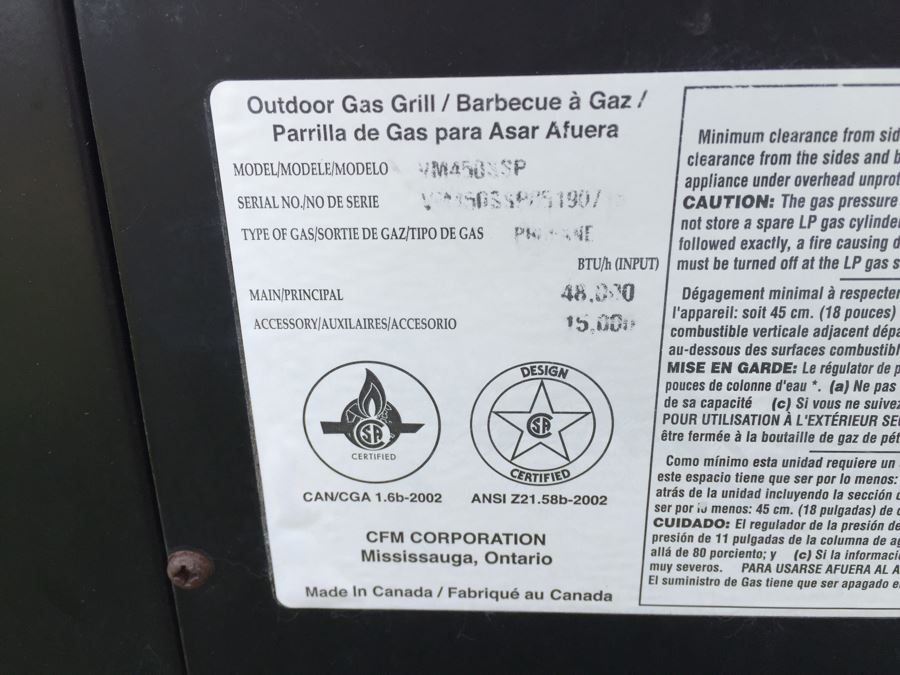 Outdoor Gas Grill / Barbecue à Gaz /
Parrilla de Gas para Asar Afuera
MODEL/MODELE/MODELO
SERIAL NO./NO DE SERIE
TYPE OF GAS/SORTIE DE GAZ/TIPO DE GAS
BTU/h (INPUT)
MAIN/PRINCIPAL 48,000
ACCESSORY/AUXILAIRES/ACCESORIO 15,000
CERTIFIED
CAN/CGA 1.6b-2002
DESIGN
CERTIFIED
ANSI Z21.58b-2002
CFM CORPORATION
Mississauga, Ontario
Made In Canada / Fabriqué au Canada
Minimum clearance from
clearance from the sides and
appliance under overhead
CAUTION: The gas pressure
not store a spare LP gas
followed exactly, a fire causing
must be turned off at the LP gas
Dégagement minimal à respecter
l'appareil: soit 45 cm. (18 pouces)
combustible verticale adjacent
au-dessous des surfaces
MISE EN GARDE: Le régulator de
pouces de colonne d'eau *. (a) Ne pas
de sa capacité (c) Si vous ne
POUR UTILISATION À L'EXTÉRIEUR
être fermée à la boutaille de gaz de
Como mínimo esta unidad requiere un
este espacio tiene que ser por lo menos:
atrás de la unidad incluyendo la sección
ser por lo menos: 45 cm. (18 pulgadas) de
CUIDADO: El regulador de la presión de
presión de 11 pulgadas de la columna de
allá de 80 porciento; y (c) Si la
muy severos. PARA USARSE AFUERA AL
El suministro de Gas tiene que ser apagado